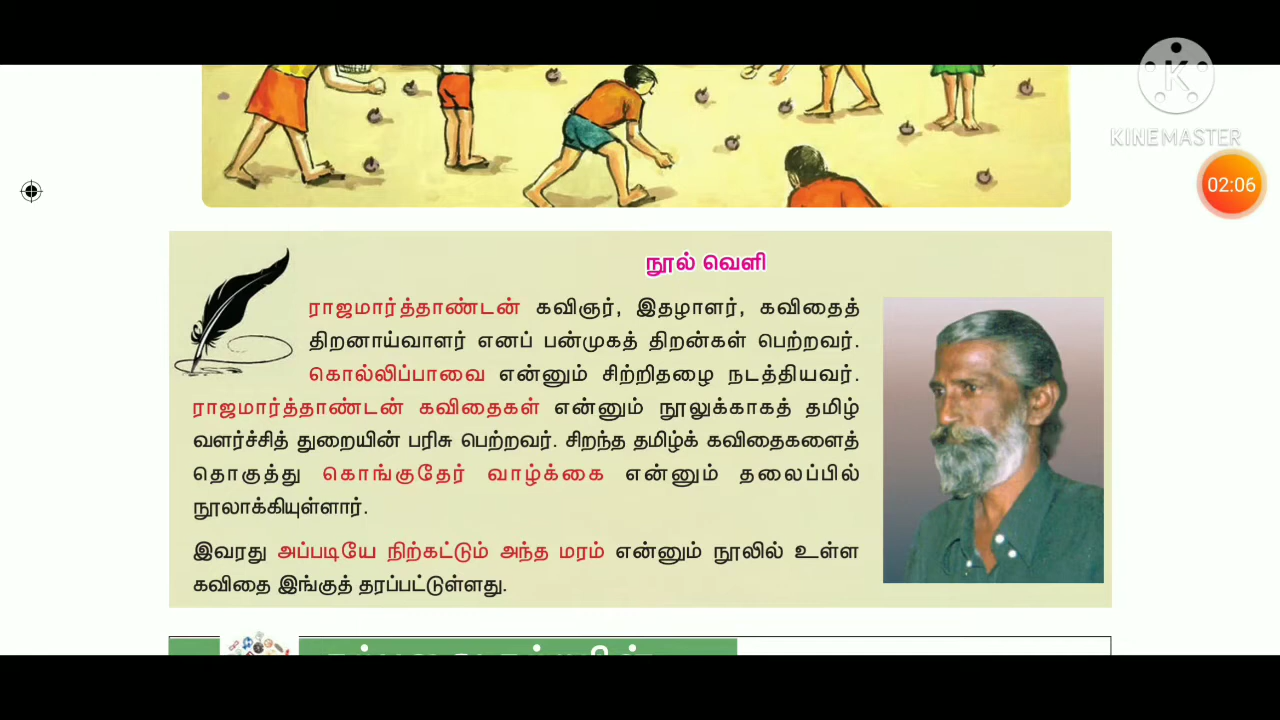 KINEMASTER
02:06
நூல் வெளி
ராஜமார்த்தாண்டன் கவிஞர், இதழாளர், கவிதைத்
திறனாய்வாளர் எனப் பன்முகத் திறன்கள் பெற்றவர்.
கொல்லிப்பாவை என்னும் சிற்றிதழை நடத்தியவர்.
ராஜமார்த்தாண்டன் கவிதைகள் என்னும் நூலுக்காகத் தமிழ்
வளர்ச்சித் துறையின் பரிசு பெற்றவர். சிறந்த தமிழ்க் கவிதைகளைத்
தொகுத்து கொங்குதேர் வாழ்க்கை என்னும் தலைப்பில்
நூலாக்கியுள்ளார்.
இவரது அப்படியே நிற்கட்டும் அந்த மரம் என்னும் நூலில் உள்ள
கவிதை இங்குத் தரப்பட்டுள்ளது.